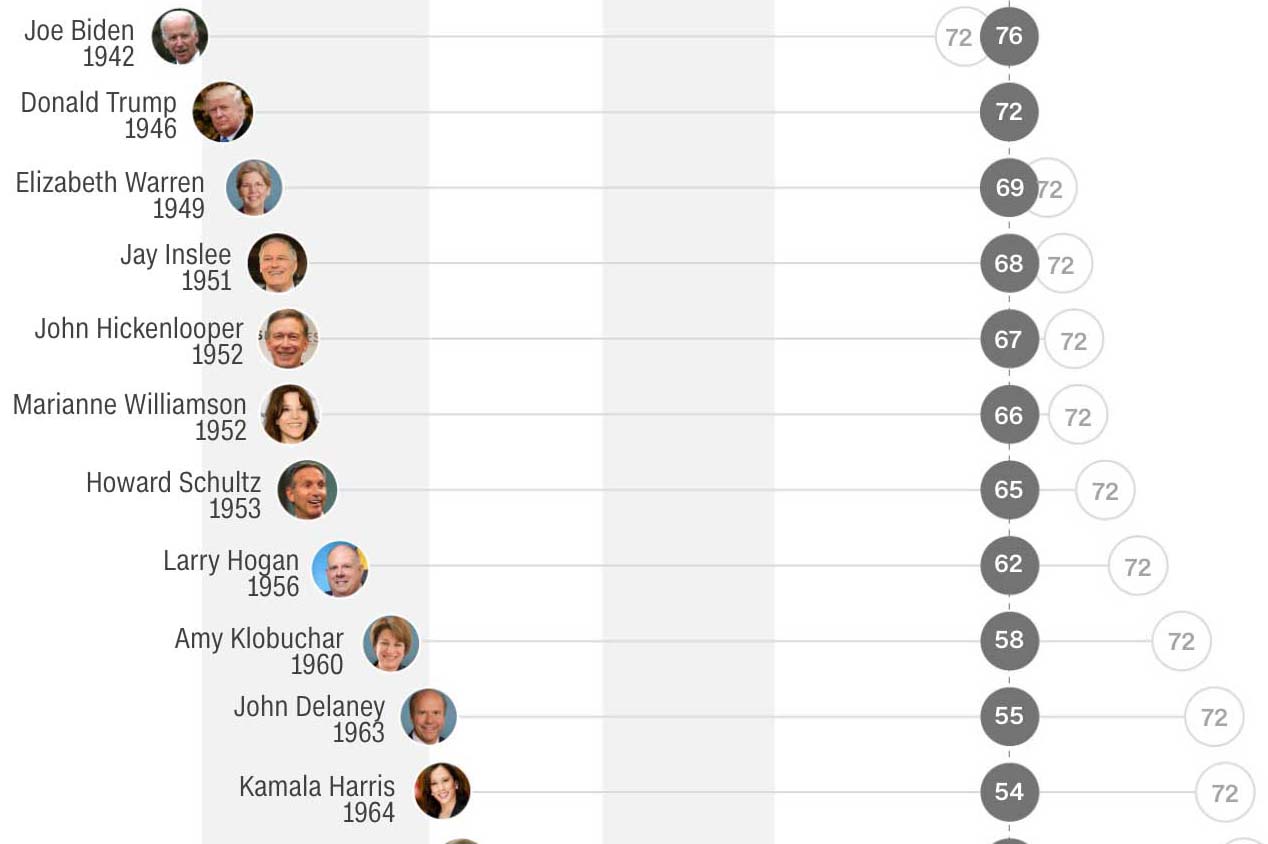 Joe Biden
1942
72
76
Donald Trump
1946
72
Elizabeth Warren
1949
69
72
Jay Inslee
1951
68
72
John Hickenlooper
1952
67
72
Marianne Williamson
1952
66
72
Howard Schultz
1953
65
72
Larry Hogan
1956
62
72
Amy Klobuchar
1960
58
72
John Delaney
1963
55
72
Kamala Harris
1964
54
72